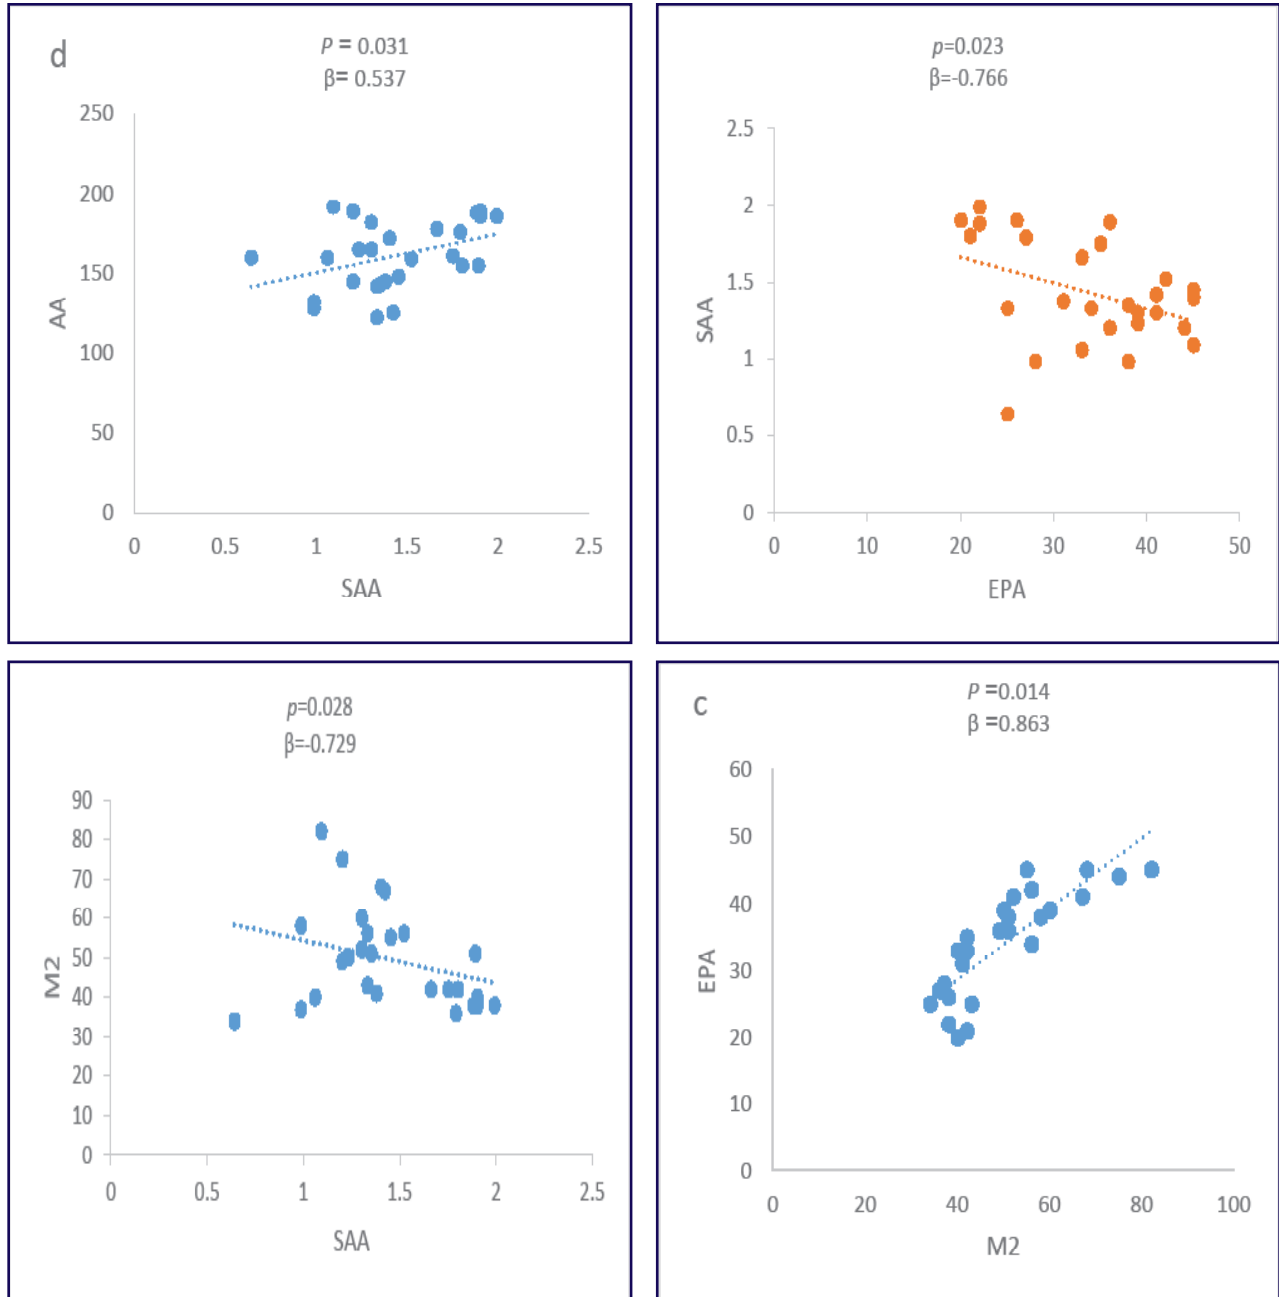 d
P = 0.031
β= 0.537
250
200
150
100
50
0
AA
0 0.5 1 1.5 2 2.5
SAA
p=0.023
β=-0.766
2.5
2
1.5
1
0.5
0
SAA
0 10 20 30 40 50
EPA
p=0.028
β=-0.729
90
80
70
60
50
40
30
20
10
0
M2
0 0.5 1 1.5 2 2.5
SAA
c
P =0.014
β =0.863
60
50
40
30
20
10
0
EPA
0 20 40 60 80 100
M2